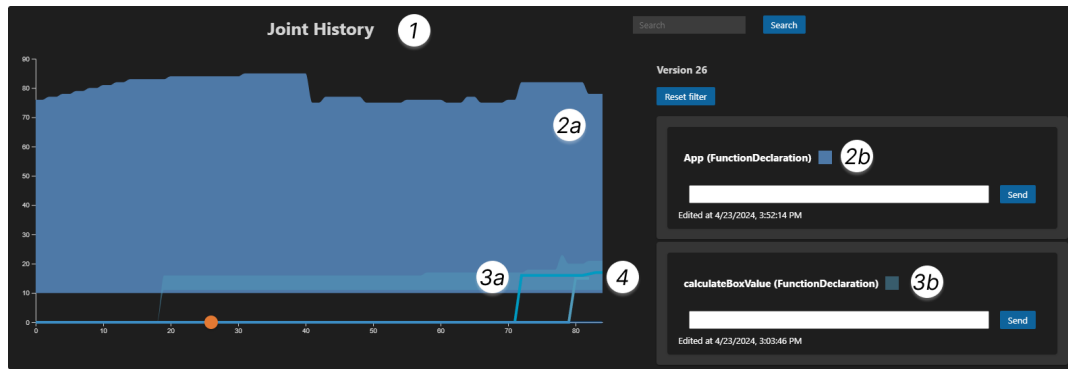 Joint History
1
Search
Search
Version 26
Reset filter
90
80
70
60
50
40
30
20
10
0
0 10 20 30 40 50 60 70 80
2a
3a
4
App (FunctionDeclaration)
2b
Send
Edited at 4/23/2024, 3:52:14 PM
calculateBoxValue (FunctionDeclaration)
3b
Send
Edited at 4/23/2024, 3:03:46 PM